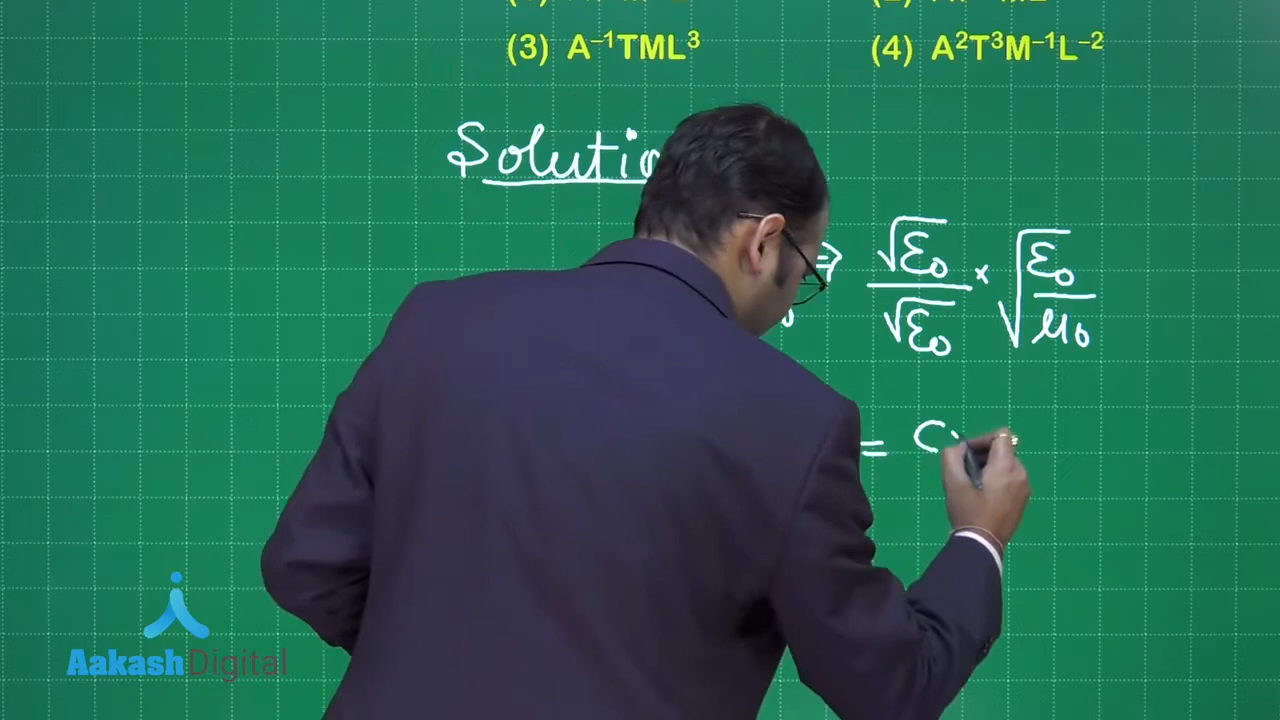 (3) A⁻¹TML³ (4) A²T³M⁻¹L⁻²
Solutio
⇒ √ε₀/√ε₀ × √(ε₀/μ₀)
=
Aakash Digital